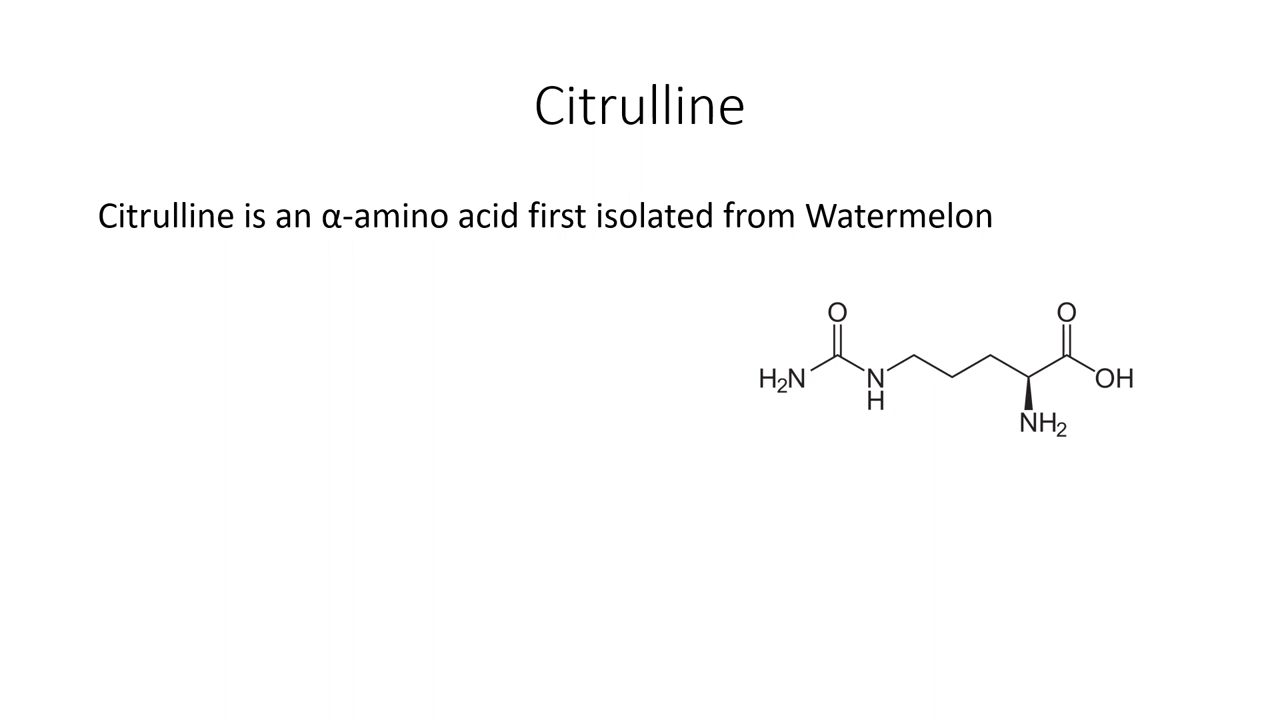 Citrulline
Citrulline is an α-amino acid first isolated from Watermelon
O O
H₂N N OH
H
NH₂